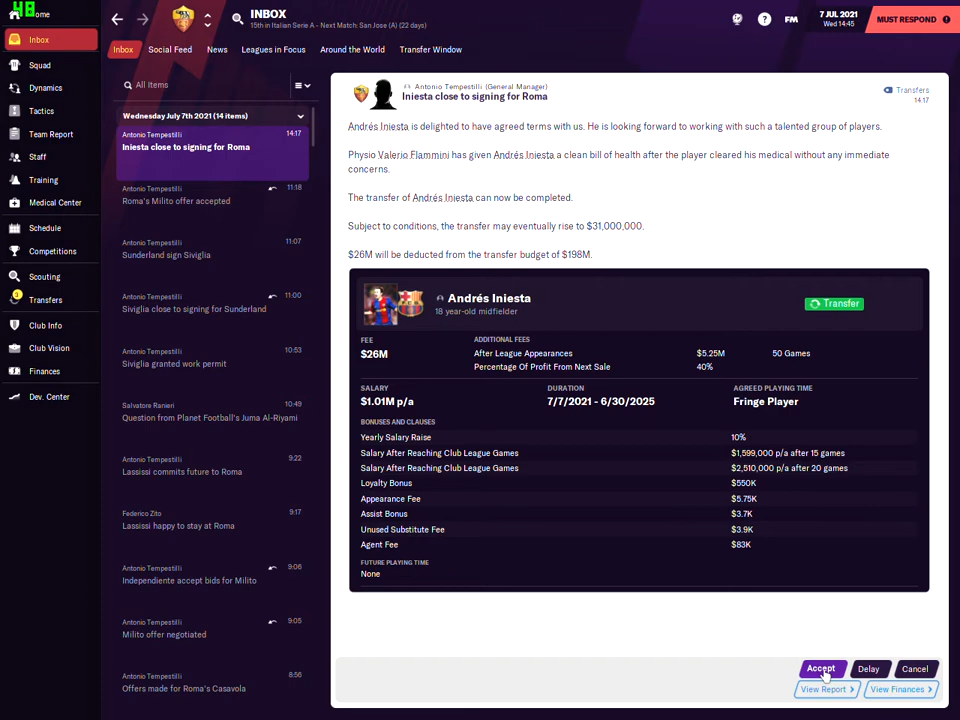 48
ome
INBOX
15th in Italian Serie A - Next Match: San Jose (A) (22 days)
FM
7 JUL 2021
Wed 14:45
MUST RESPOND
Inbox
Squad
Dynamics
Tactics
Team Report
Staff
Training
Medical Center
Schedule
Competitions
Scouting
Transfers
Club Info
Club Vision
Finances
Dev. Center
Inbox Social Feed News Leagues in Focus Around the World Transfer Window
All Items
Wednesday July 7th 2021 (14 items)
Antonio Tempestilli 14:17
Iniesta close to signing for Roma
Antonio Tempestilli 11:18
Roma's Milito offer accepted
Antonio Tempestilli 11:07
Sunderland sign Siviglia
Antonio Tempestilli 11:00
Siviglia close to signing for Sunderland
Antonio Tempestilli 10:53
Siviglia granted work permit
Salvatore Ranieri 10:49
Question from Planet Football's Juma Al-Riyami
Antonio Tempestilli 9:22
Lassissi commits future to Roma
Federico Zito 9:17
Lassissi happy to stay at Roma
Antonio Tempestilli 9:06
Independiente accept bids for Milito
Antonio Tempestilli 9:05
Milito offer negotiated
Antonio Tempestilli 8:56
Offers made for Roma's Casavola
Antonio Tempestilli (General Manager)
Iniesta close to signing for Roma
Transfers
14:17
Andrés Iniesta is delighted to have agreed terms with us. He is looking forward to working with such a talented group of players.
Physio Valerio Flammini has given Andrés Iniesta a clean bill of health after the player cleared his medical without any immediate
concerns.
The transfer of Andrés Iniesta can now be completed.
Subject to conditions, the transfer may eventually rise to $31,000,000.
$26M will be deducted from the transfer budget of $198M.
Andrés Iniesta
18 year-old midfielder
Transfer
FEE ADDITIONAL FEES
$26M After League Appearances $5.25M 50 Games
Percentage Of Profit From Next Sale 40%
SALARY DURATION AGREED PLAYING TIME
$1.01M p/a 7/7/2021 - 6/30/2025 Fringe Player
BONUSES AND CLAUSES
Yearly Salary Raise 10%
Salary After Reaching Club League Games $1,599,000 p/a after 15 games
Salary After Reaching Club League Games $2,510,000 p/a after 20 games
Loyalty Bonus $550K
Appearance Fee $5.75K
Assist Bonus $3.7K
Unused Substitute Fee $3.9K
Agent Fee $83K
FUTURE PLAYING TIME
None
Accept Delay Cancel
View Report View Finances